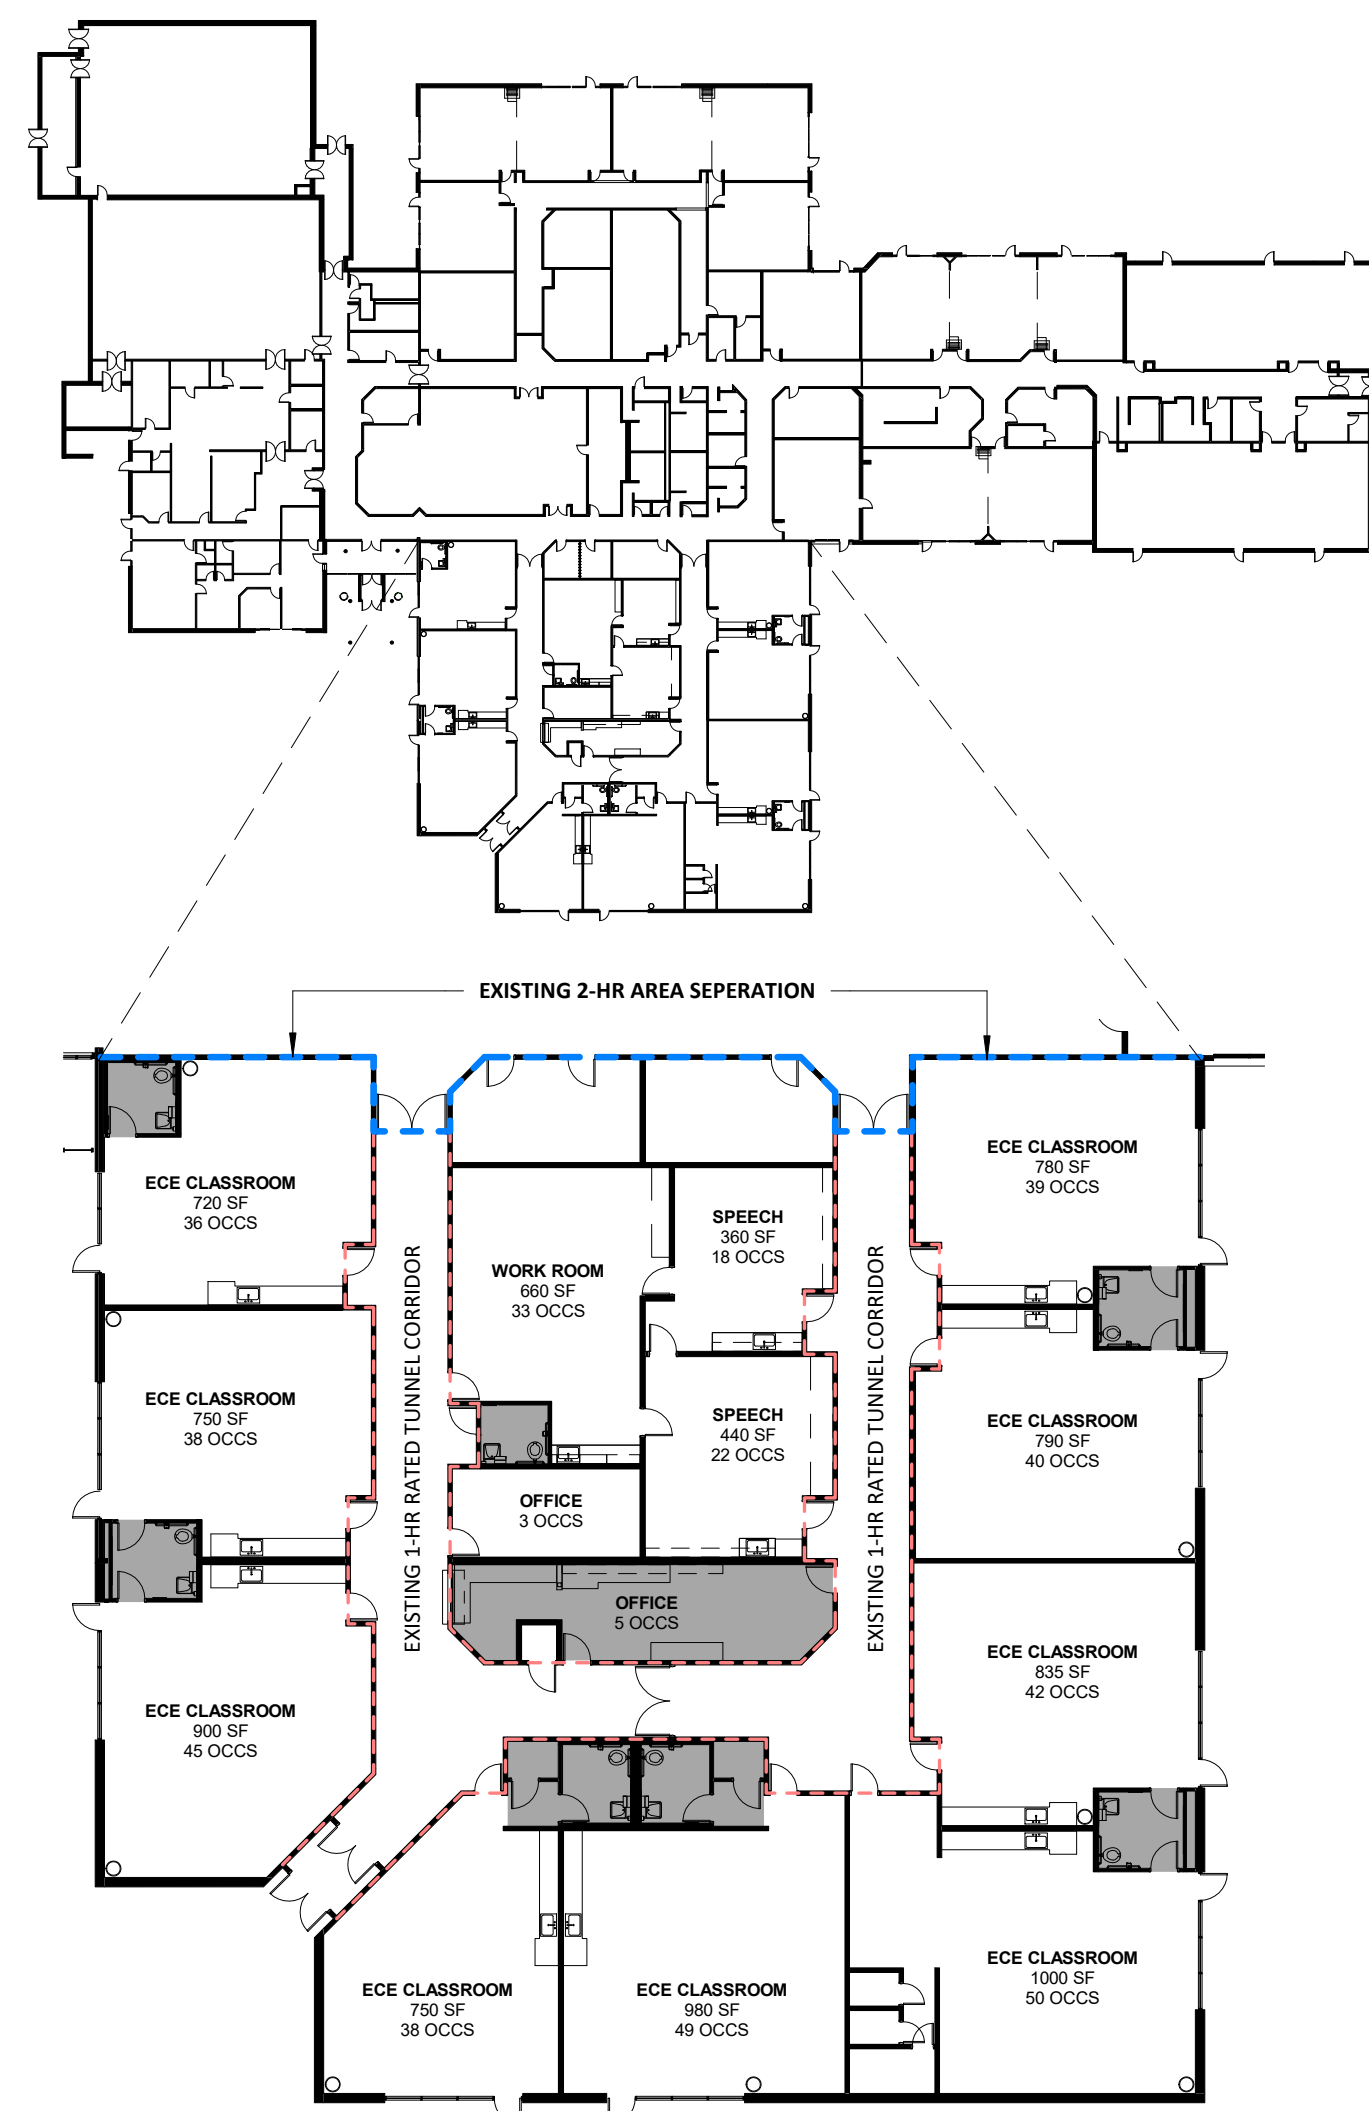 EXISTING 2-HR AREA SEPERATION
ECE CLASSROOM
720 SF
36 OCCS
ECE CLASSROOM
780 SF
39 OCCS
SPEECH
360 SF
18 OCCS
WORK ROOM
660 SF
33 OCCS
EXISTING 1-HR RATED TUNNEL CORRIDOR
EXISTING 1-HR RATED TUNNEL CORRIDOR
ECE CLASSROOM
750 SF
38 OCCS
SPEECH
440 SF
22 OCCS
ECE CLASSROOM
790 SF
40 OCCS
OFFICE
3 OCCS
OFFICE
5 OCCS
ECE CLASSROOM
835 SF
42 OCCS
ECE CLASSROOM
900 SF
45 OCCS
ECE CLASSROOM
750 SF
38 OCCS
ECE CLASSROOM
980 SF
49 OCCS
ECE CLASSROOM
1000 SF
50 OCCS